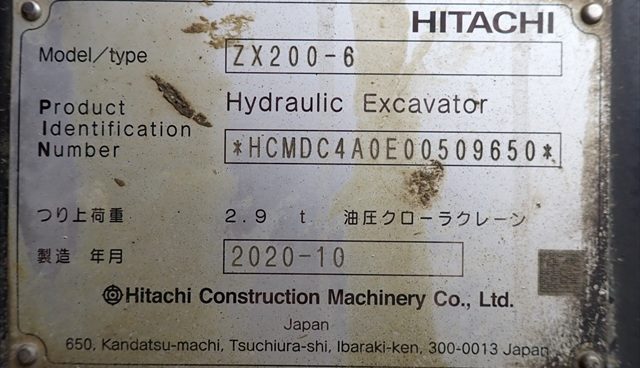 HITACHI
Model/type ZX200-6
Product Hydraulic Excavator
Identification
Number *HCMDC4A0E00509650*
つり上荷重 2.9 t 油圧クローラクレーン
製造 年月 2020-10
Hitachi Construction Machinery Co., Ltd.
Japan
650, Kandatsu-machi, Tsuchiura-shi, Ibaraki-ken, 300-0013 Japan